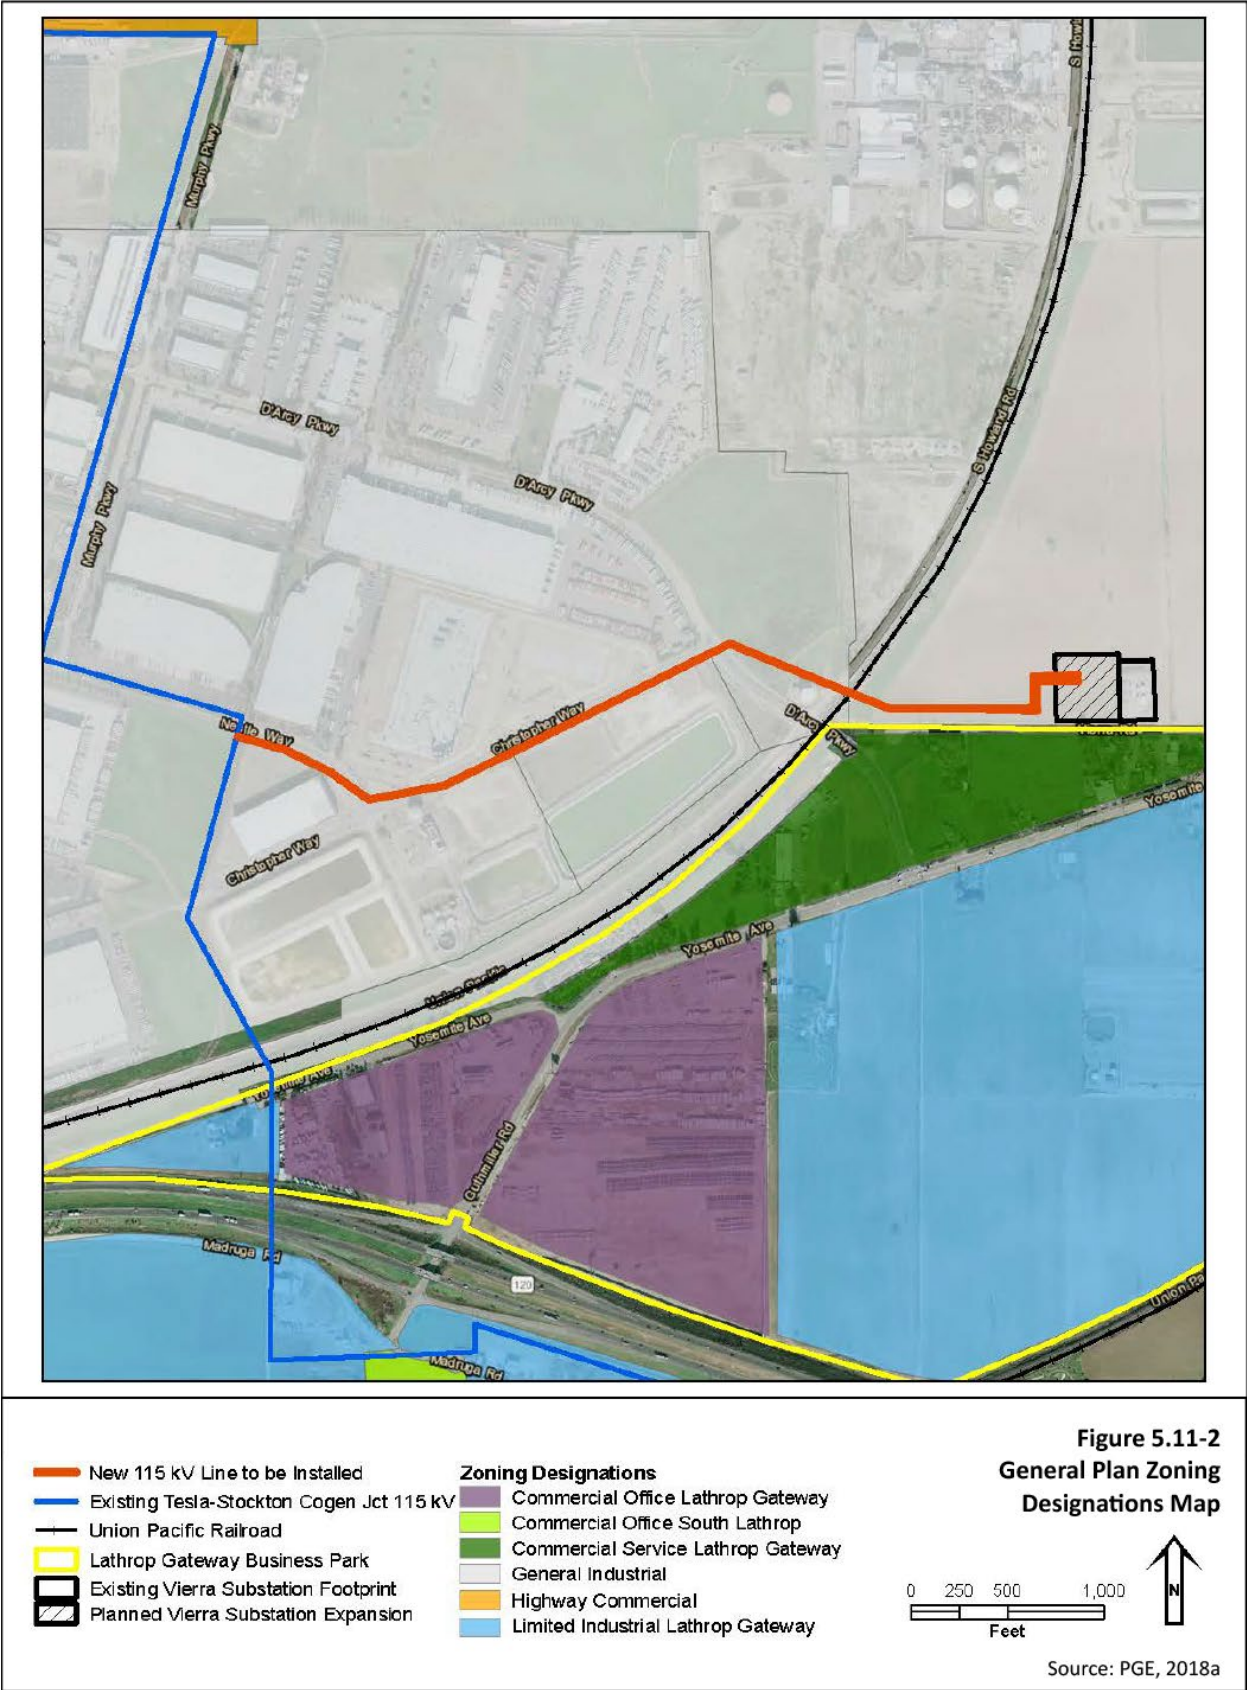 S Howl
Murphy Pkwy
S Howland Rd
D'Arcy Pkwy
D'Arcy Pkwy
Murphy Pkwy
Nestle Way
Christopher Way
D'Arcy Pkwy
Yosemite
Christopher Way
Yosemite Ave
Union Pacific
Yosemite Ave
Yosemite Ave
Guthmiller Rd
Madruga Rd
120
Union Pa
Madruga Rd
New 115 kV Line to be Installed
Existing Tesla-Stockton Cogen Jct 115 kV
Union Pacific Railroad
Lathrop Gateway Business Park
Existing Vierra Substation Footprint
Planned Vierra Substation Expansion
Zoning Designations
Commercial Office Lathrop Gateway
Commercial Office South Lathrop
Commercial Service Lathrop Gateway
General Industrial
Highway Commercial
Limited Industrial Lathrop Gateway
Figure 5.11-2
General Plan Zoning
Designations Map
N
0 250 500 1,000
Feet
Source: PGE, 2018a